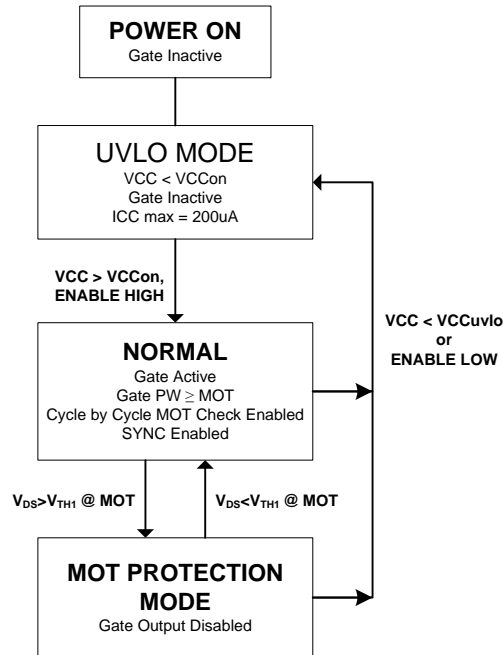 POWER ON
Gate Inactive
UVLO MODE
VCC < VCCon
Gate Inactive
ICC max = 200uA
VCC > VCCon,
ENABLE HIGH
VCC < VCCuvlo
or
ENABLE LOW
NORMAL
Gate Active
Gate PW ≥ MOT
Cycle by Cycle MOT Check Enabled
SYNC Enabled
VDS>VTH1 @ MOT
VDS<VTH1 @ MOT
MOT PROTECTION
MODE
Gate Output Disabled